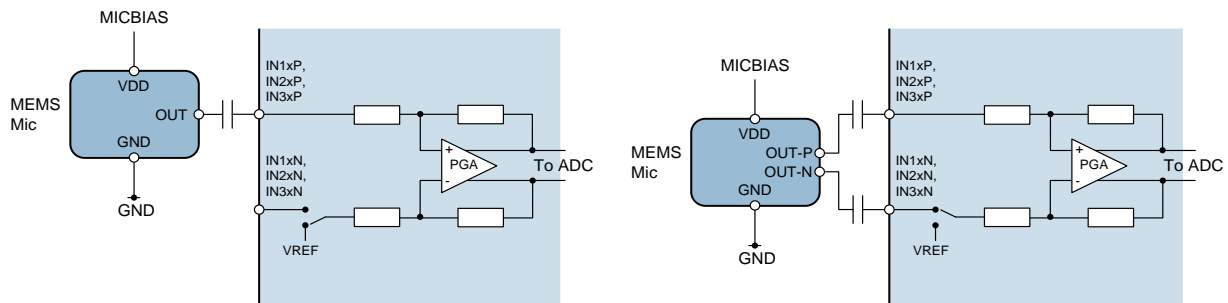 MICBIAS
MEMS
Mic
VDD
OUT
GND
GND
IN1xP,
IN2xP,
IN3xP
IN1xN,
IN2xN,
IN3xN
VREF
+
PGA
-
To ADC
MICBIAS
MEMS
Mic
VDD
OUT-P
OUT-N
GND
GND
IN1xP,
IN2xP,
IN3xP
IN1xN,
IN2xN,
IN3xN
VREF
+
PGA
-
To ADC